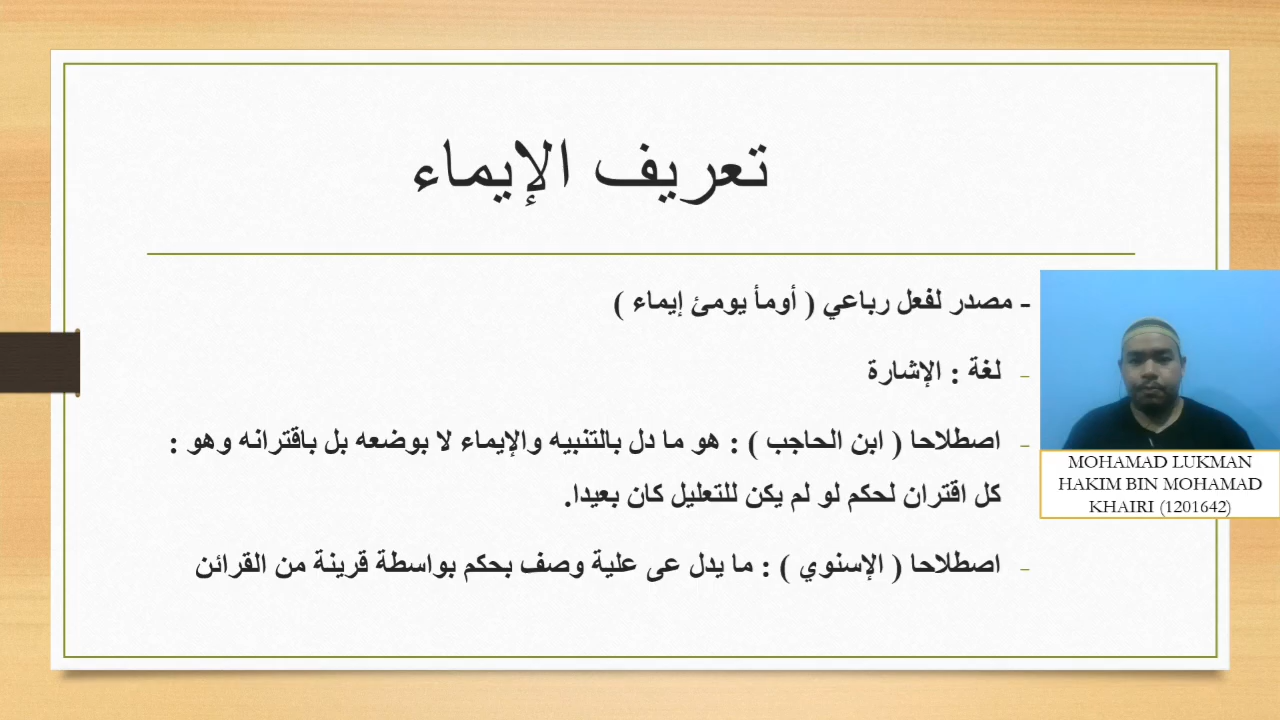 تعريف الإيماء
- مصدر لفعل رباعي ( أومأ يومئ إيماء )
- لغة : الإشارة
- اصطلاحا ( ابن الحاجب ) : هو ما دل بالتنبيه والإيماء لا بوضعه بل باقترانه وهو :
كل اقتران لحكم لو لم يكن للتعليل كان بعيدا.
- اصطلاحا ( الإسنوي ) : ما يدل عى علية وصف بحكم بواسطة قرينة من القرائن
MOHAMAD LUKMAN
HAKIM BIN MOHAMAD
KHAIRI (1201642)